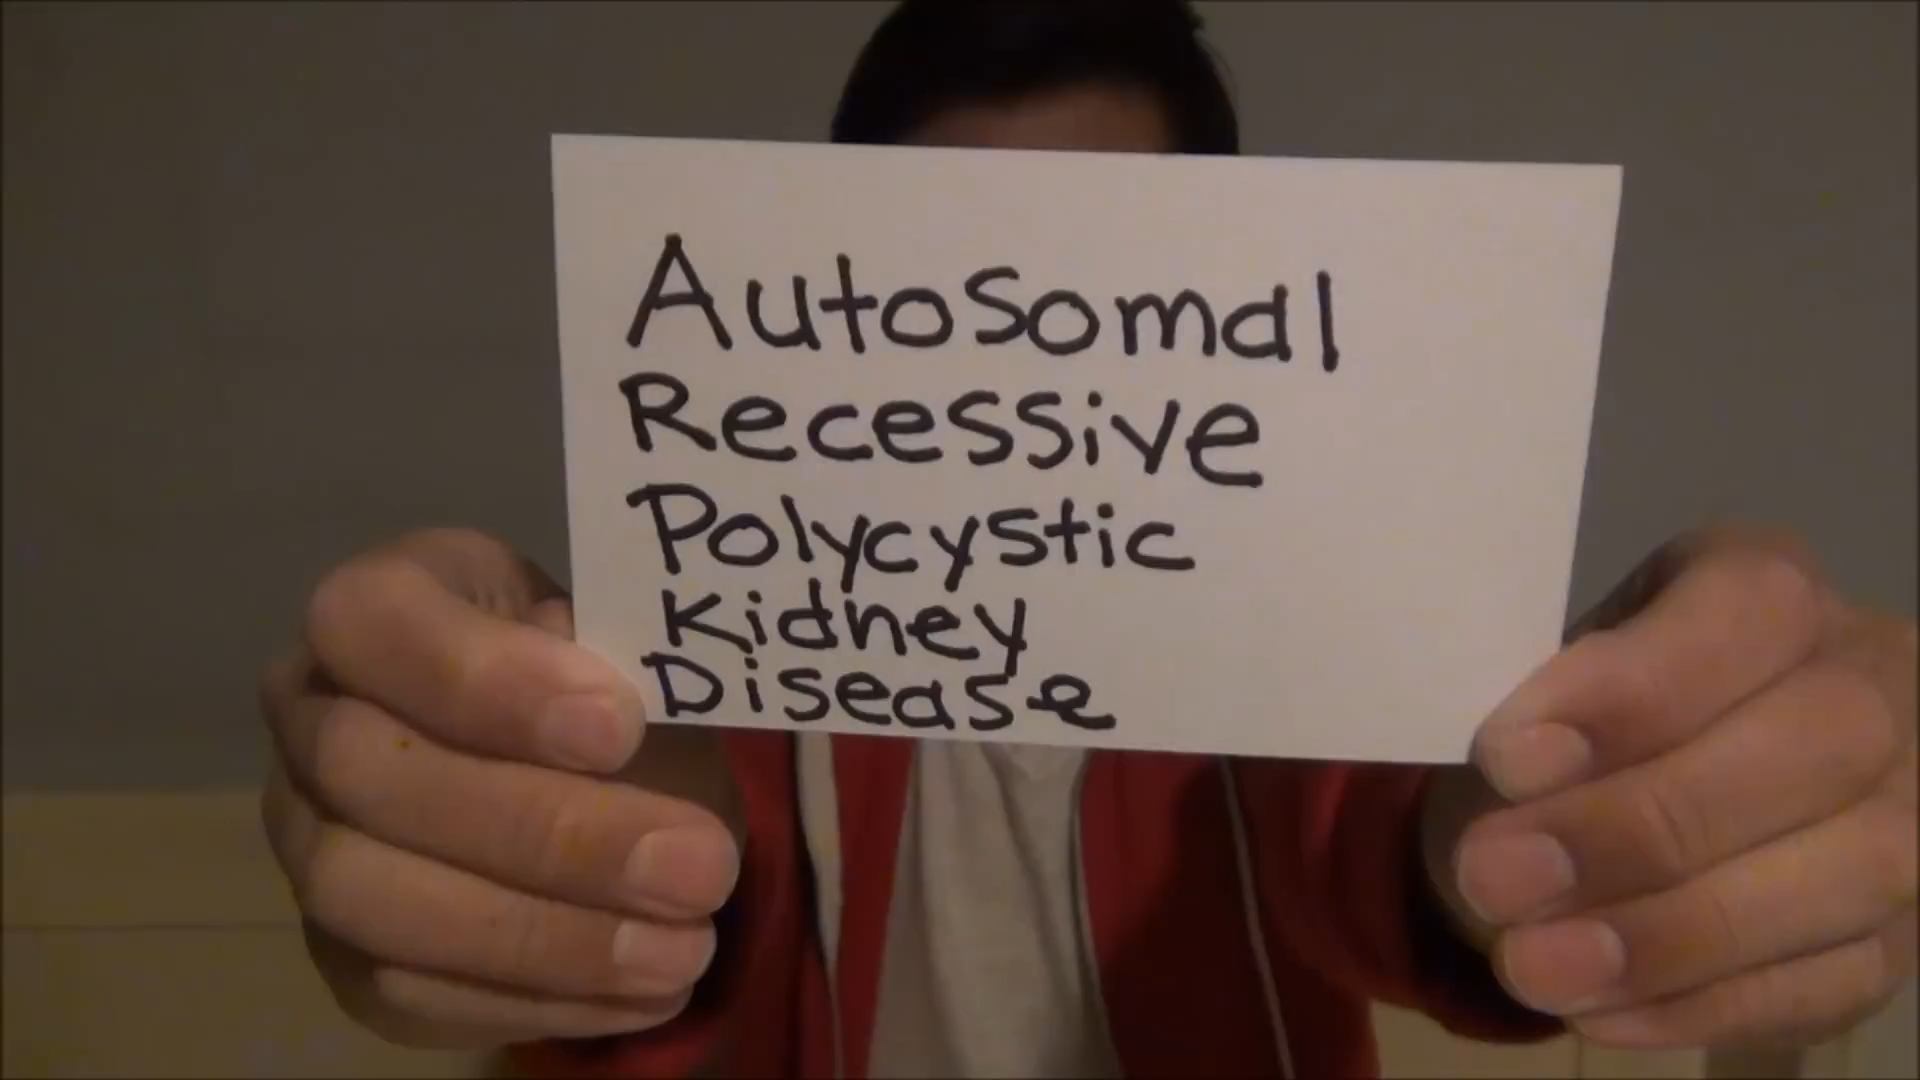 Autosomal
Recessive
Polycystic
Kidney
Disease